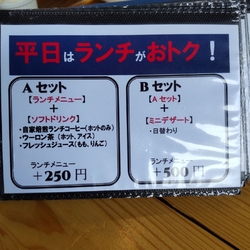 平日はランチがおトク！
Aセット
【ランチメニュー】
+
【ソフトドリンク】
・自家焙煎ランチコーヒー(ホットのみ)
・ウーロン茶(ホット、アイス)
・フレッシュジュース(もも、りんご)
ランチメニュー
+250円
Bセット
【Aセット】
+
【ミニデザート】
・日替わり
ランチメニュー
+500円